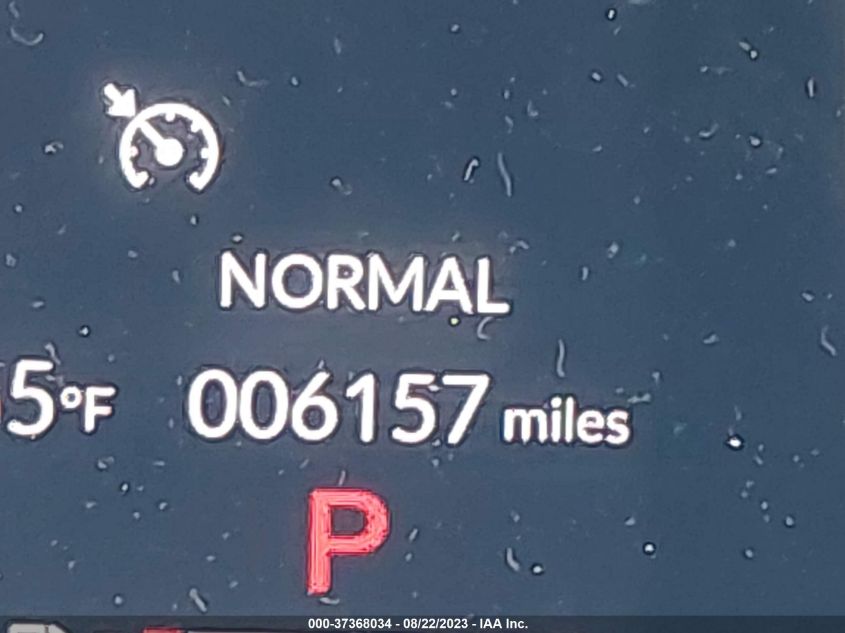 NORMAL
5°F 006157 miles
P
000-37368034 - 08/22/2023 - IAA Inc.